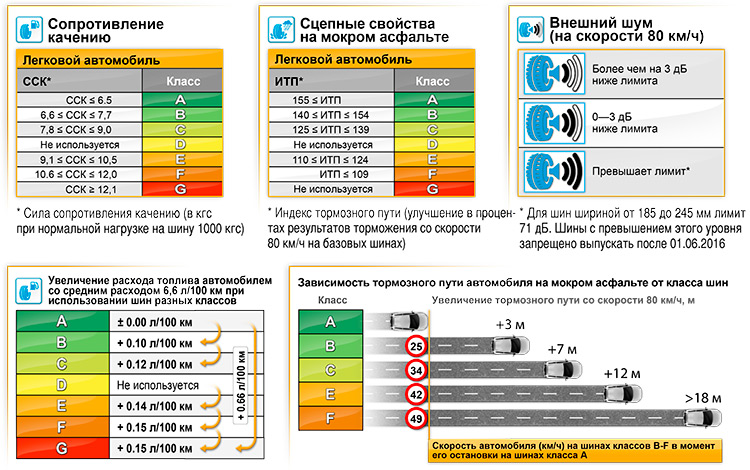 Сопротивление
качению
Легковой автомобиль
ССК* Класс
ССК ≤ 6.5 A
6,6 ≤ ССК ≤ 7,7 B
7,8 ≤ ССК ≤ 9,0 C
Не используется D
9,1 ≤ ССК ≤ 10,5 E
10.6 ≤ ССК ≤ 12,0 F
ССК ≥ 12,1 G
* Сила сопротивления качению (в кгс
при нормальной нагрузке на шину 1000 кгс)
Сцепные свойства
на мокром асфальте
Легковой автомобиль
ИТП* Класс
155 ≤ ИТП A
140 ≤ ИТП ≤ 154 B
125 ≤ ИТП ≤ 139 C
Не используется D
110 ≤ ИТП ≤ 124 E
ИТП ≤ 109 F
Не используется G
* Индекс тормозного пути (улучшение в процен-
тах результатов торможения со скорости
80 км/ч на базовых шинах)
Внешний шум
(на скорости 80 км/ч)
Более чем на 3 дБ
ниже лимита
0—3 дБ
ниже лимита
Превышает лимит*
* Для шин шириной от 185 до 245 мм лимит
71 дБ. Шины с превышением этого уровня
запрещено выпускать после 01.06.2016
Увеличение расхода топлива автомобилем
со средним расходом 6,6 л/100 км при
использовании шин разных классов
A ± 0.00 л/100 км
B + 0.10 л/100 км
C + 0.12 л/100 км
D Не используется
E + 0.14 л/100 км
F + 0.15 л/100 км
G + 0.15 л/100 км
+ 0.66 л/100 км
Зависимость тормозного пути автомобиля на мокром асфальте от класса шин
Класс Увеличение тормозного пути со скорости 80 км/ч, м
A
B 25 +3 м
C 34 +7 м
E 42 +12 м
F 49 >18 м
Скорость автомобиля (км/ч) на шинах классов B-F в момент
его остановки на шинах класса A